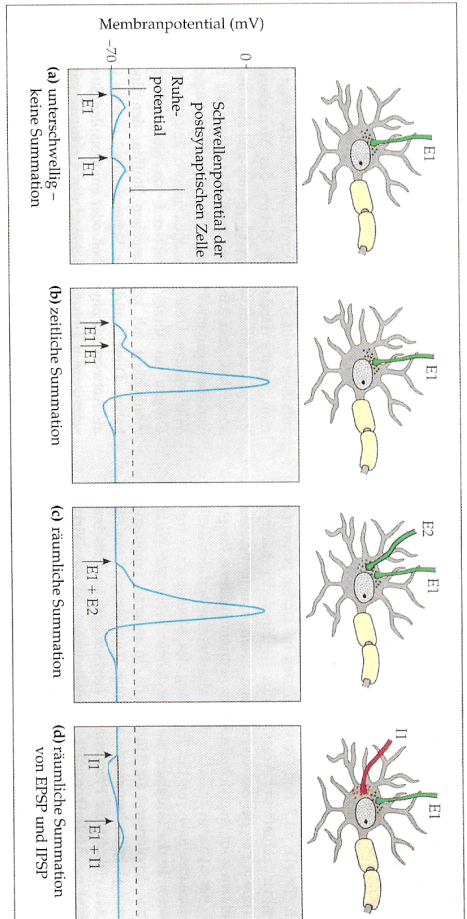 Membranpotential (mV)
0
–70
E1
Schwellenpotential der
postsynaptischen Zelle
Ruhe-
potential
E1
E1
(a) unterschwellig –
keine Summation
E1
E1
E1
(b) zeitliche Summation
E2
E1
E1 + E2
(c) räumliche Summation
I1
E1
I1
E1 + I1
(d) räumliche Summation
von EPSP und IPSP